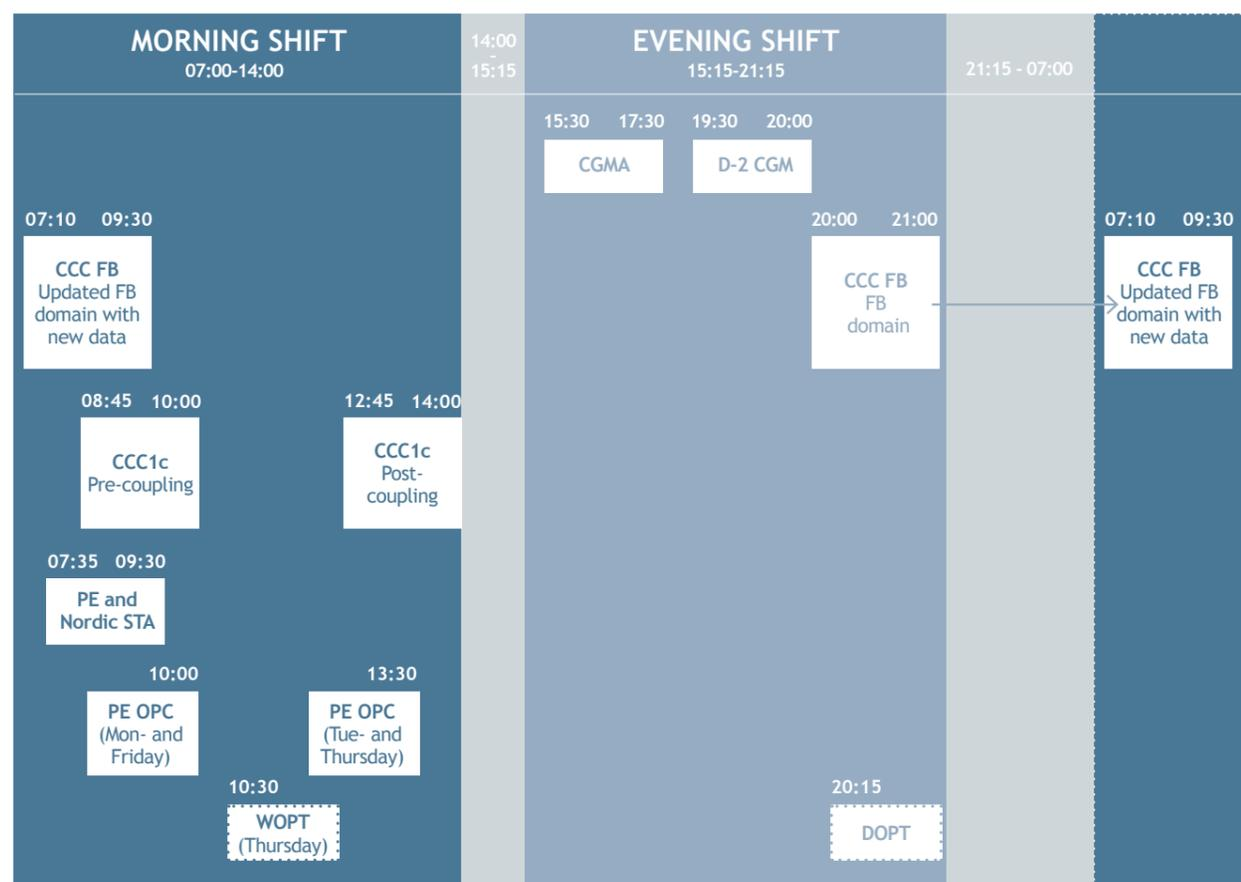 MORNING SHIFT
07:00-14:00
14:00
-
15:15
EVENING SHIFT
15:15-21:15
21:15 - 07:00
15:30 17:30
CGMA
19:30 20:00
D-2 CGM
07:10 09:30
CCC FB
Updated FB
domain with
new data
20:00 21:00
CCC FB
FB
domain
07:10 09:30
CCC FB
Updated FB
domain with
new data
08:45 10:00
CCC1c
Pre-coupling
12:45 14:00
CCC1c
Post-
coupling
07:35 09:30
PE and
Nordic STA
10:00
PE OPC
(Mon- and
Friday)
13:30
PE OPC
(Tue- and
Thursday)
10:30
WOPT
(Thursday)
20:15
DOPT